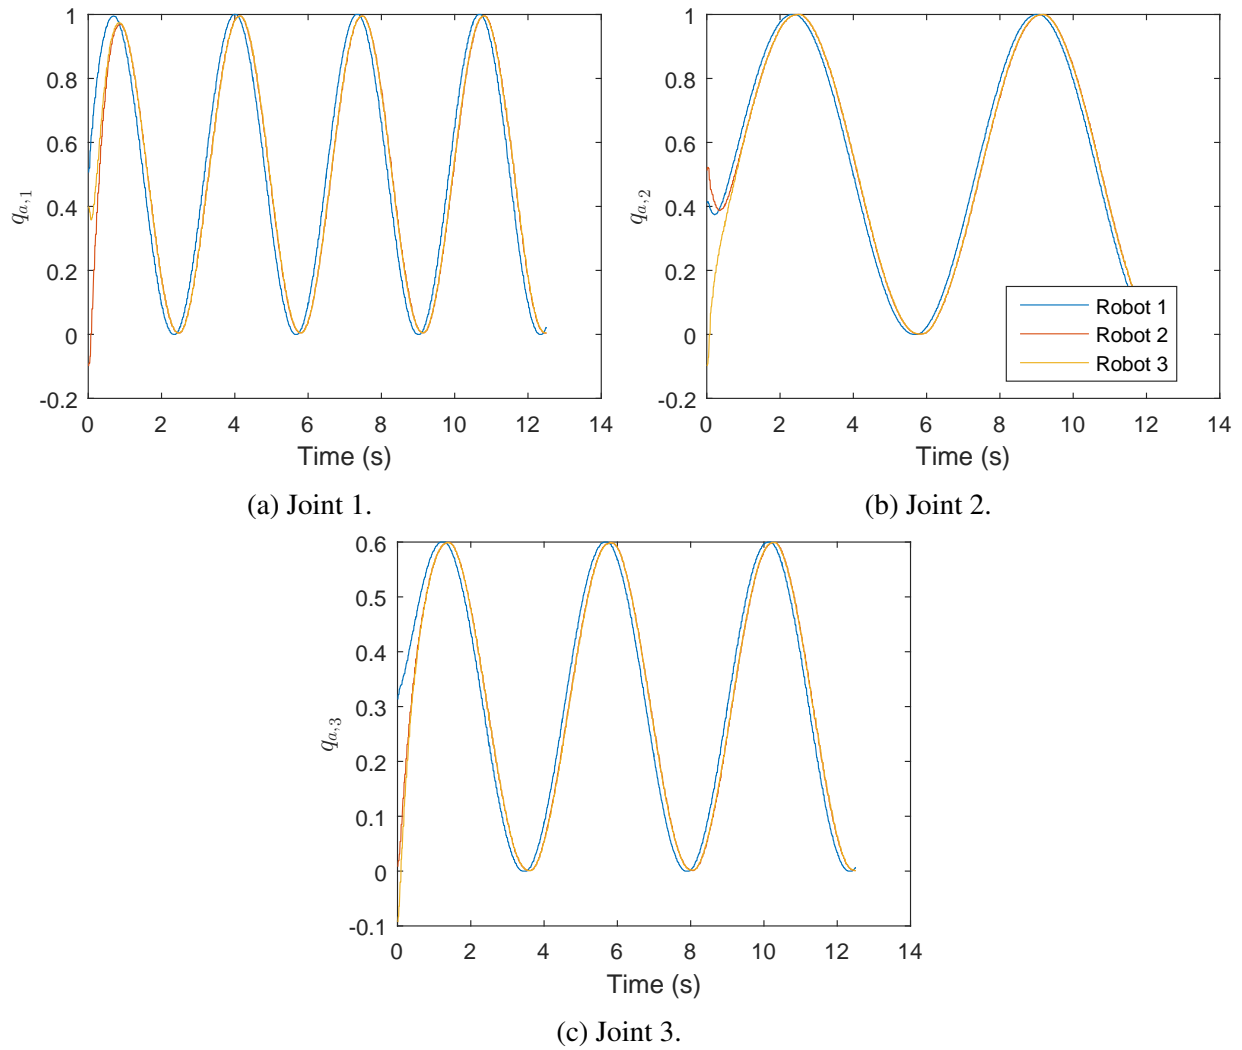 1
0.8
0.6
0.4
0.2
0
-0.2
q_{a,1}
0 2 4 6 8 10 12 14
Time (s)
(a) Joint 1.
1
0.8
0.6
0.4
0.2
0
-0.2
q_{a,2}
0 2 4 6 8 10 12 14
Time (s)
Robot 1
Robot 2
Robot 3
(b) Joint 2.
0.6
0.5
0.4
0.3
0.2
0.1
0
-0.1
q_{a,3}
0 2 4 6 8 10 12 14
Time (s)
(c) Joint 3.